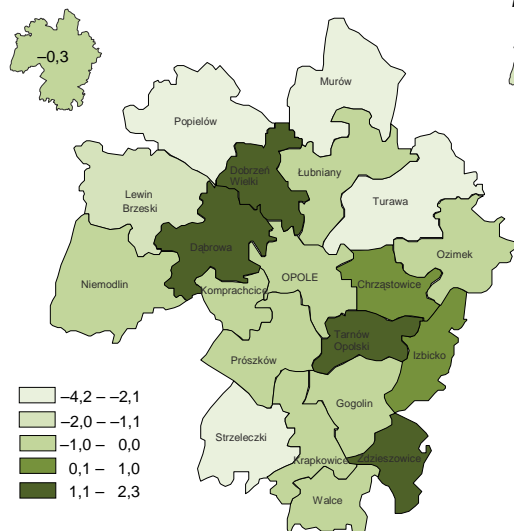 –0,3
Murów
Popielów
Dobrzeń
Wielki
Łubniany
Lewin
Brzeski
Turawa
Dąbrowa
Ozimek
Niemodlin
Komprachcice
OPOLE
Chrząstowice
Tarnów
Opolski
Izbicko
Prószków
Gogolin
Strzeleczki
Krapkowice
Zdzieszowice
Walce
–4,2 – –2,1
–2,0 – –1,1
–1,0 – 0,0
0,1 – 1,0
1,1 – 2,3